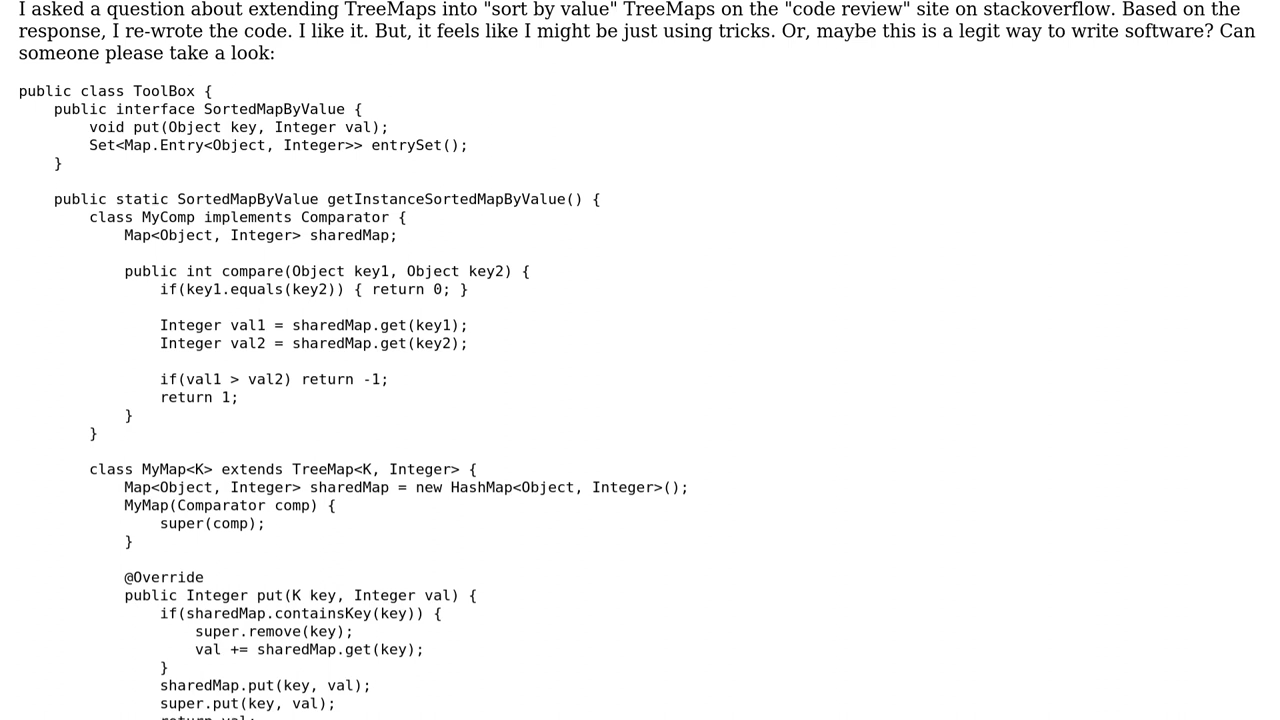 I asked a question about extending TreeMaps into "sort by value" TreeMaps on the "code review" site on stackoverflow. Based on the
response, I re-wrote the code. I like it. But, it feels like I might be just using tricks. Or, maybe this is a legit way to write software? Can
someone please take a look:
public class ToolBox {
    public interface SortedMapByValue {
        void put(Object key, Integer val);
        Set<Map.Entry<Object, Integer>> entrySet();
    }
    public static SortedMapByValue getInstanceSortedMapByValue() {
        class MyComp implements Comparator {
            Map<Object, Integer> sharedMap;
            public int compare(Object key1, Object key2) {
                if(key1.equals(key2)) { return 0; }
                Integer val1 = sharedMap.get(key1);
                Integer val2 = sharedMap.get(key2);
                if(val1 > val2) return -1;
                return 1;
            }
        }
        class MyMap<K> extends TreeMap<K, Integer> {
            Map<Object, Integer> sharedMap = new HashMap<Object, Integer>();
            MyMap(Comparator comp) {
                super(comp);
            }
            @Override
            public Integer put(K key, Integer val) {
                if(sharedMap.containsKey(key)) {
                    super.remove(key);
                    val += sharedMap.get(key);
                }
                sharedMap.put(key, val);
                super.put(key, val);